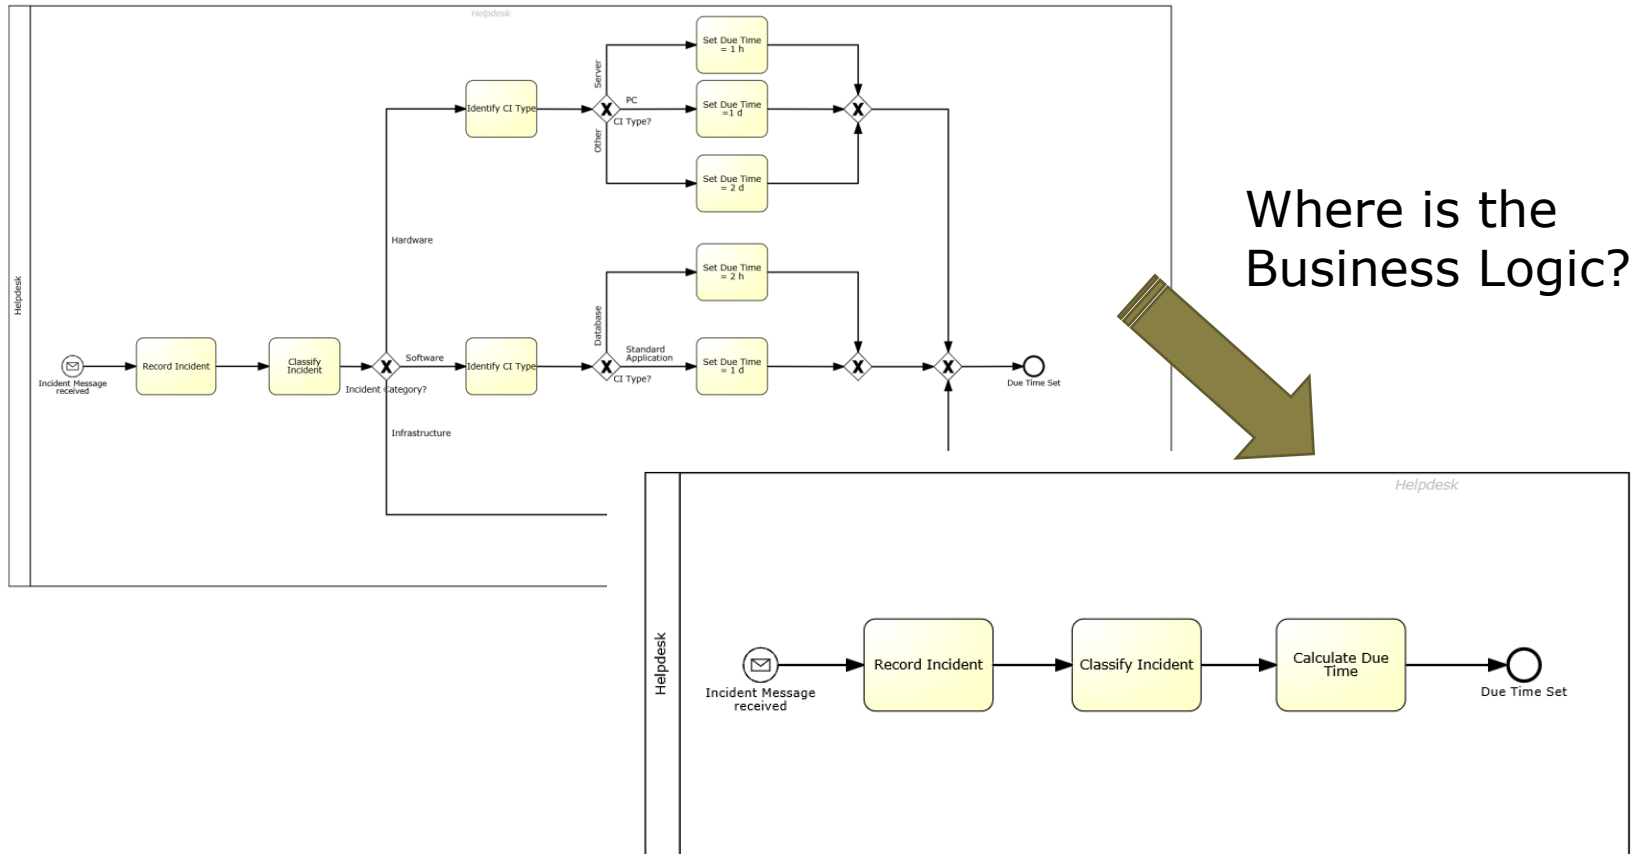 Helpdesk
Helpdesk
Set Due Time
= 1 h
Server
Identify CI Type
PC
CI Type?
Set Due Time
=1 d
Other
Set Due Time
= 2 d
Hardware
Where is the
Business Logic?
Set Due Time
= 2 h
Database
Incident Message
received
Record Incident
Classify
Incident
Incident Category?
Software
Identify CI Type
Standard
Application
CI Type?
Set Due Time
= 1 d
Due Time Set
Infrastructure
Helpdesk
Helpdesk
Incident Message
received
Record Incident
Classify Incident
Calculate Due
Time
Due Time Set